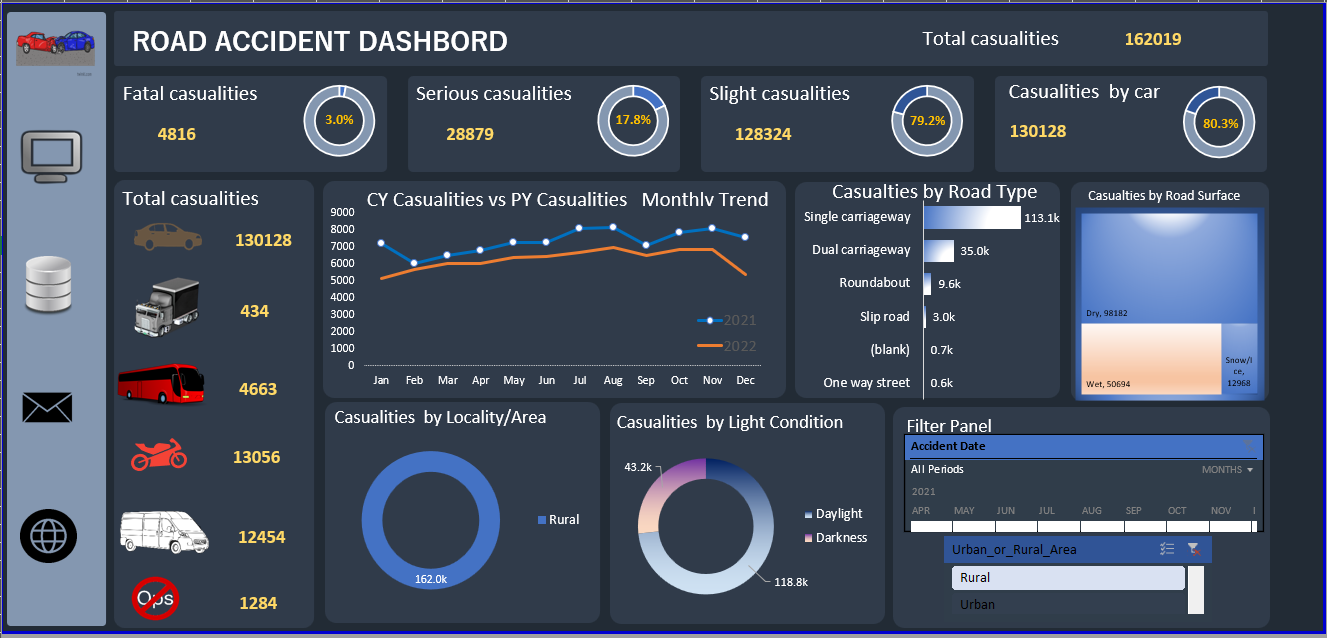 ROAD ACCIDENT DASHBORD
Total casualities 162019
Fatal casualities
4816
3.0%
Serious casualities
28879
17.8%
Slight casualities
128324
79.2%
Casualities by car
130128
80.3%
Total casualities
130128
434
4663
13056
12454
Ops
1284
CY Casualities vs PY Casualities Monthly Trend
9000
8000
7000
6000
5000
4000
3000
2000
1000
0
Jan Feb Mar Apr May Jun Jul Aug Sep Oct Nov Dec
2021
2022
Casualties by Road Type
Single carriageway 113.1k
Dual carriageway 35.0k
Roundabout 9.6k
Slip road 3.0k
(blank) 0.7k
One way street 0.6k
Casualties by Road Surface
Dry, 98182
Wet, 50694
Snow/I
ce,
12968
Casualities by Locality/Area
Rural
162.0k
Casualities by Light Condition
43.2k
Daylight
Darkness
118.8k
Filter Panel
Accident Date
All Periods MONTHS
2021
APR MAY JUN JUL AUG SEP OCT NOV
Urban_or_Rural_Area
Rural
Urban